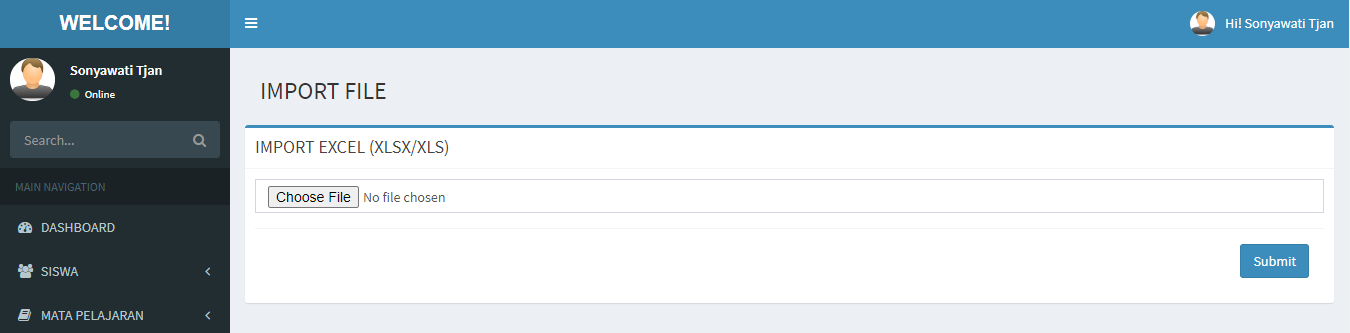 WELCOME!
Hi! Sonyawati Tjan
Sonyawati Tjan
Online
Search...
MAIN NAVIGATION
DASHBOARD
SISWA
MATA PELAJARAN
IMPORT FILE
IMPORT EXCEL (XLSX/XLS)
Choose File No file chosen
Submit